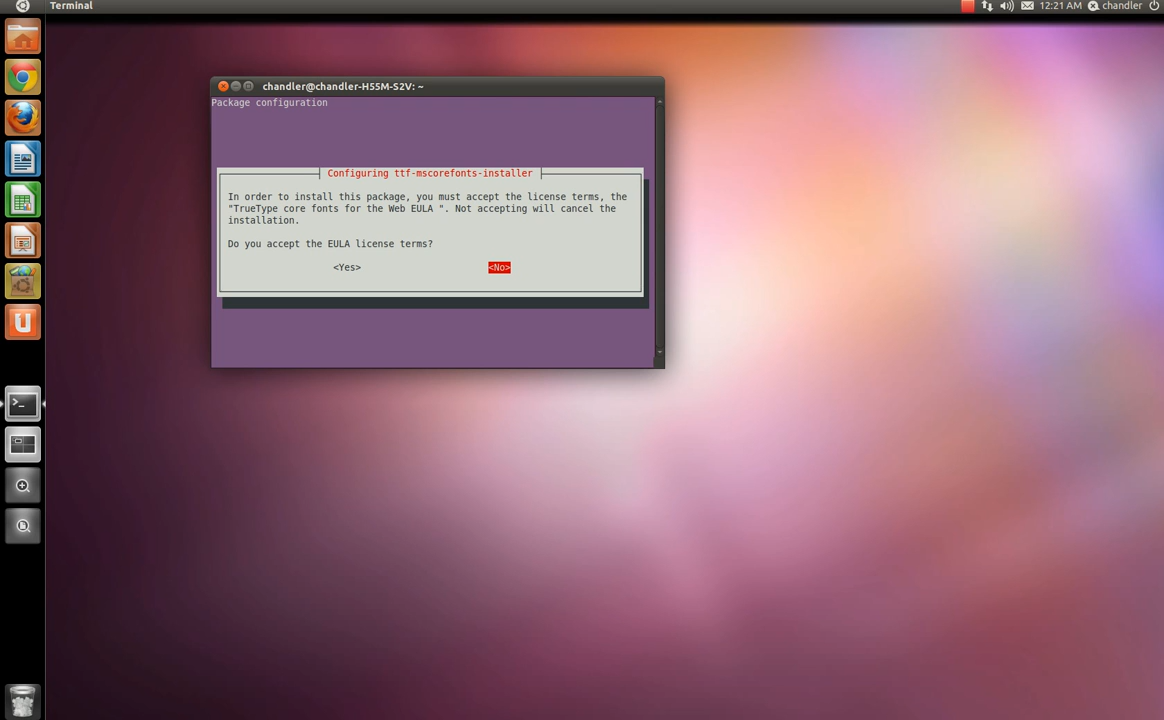 Terminal
12:21 AM
chandler
chandler@chandler-H55M-S2V: ~
Package configuration
Configuring ttf-mscorefonts-installer
In order to install this package, you must accept the license terms, the
"TrueType core fonts for the Web EULA ". Not accepting will cancel the
installation.
Do you accept the EULA license terms?
<Yes>
<No>